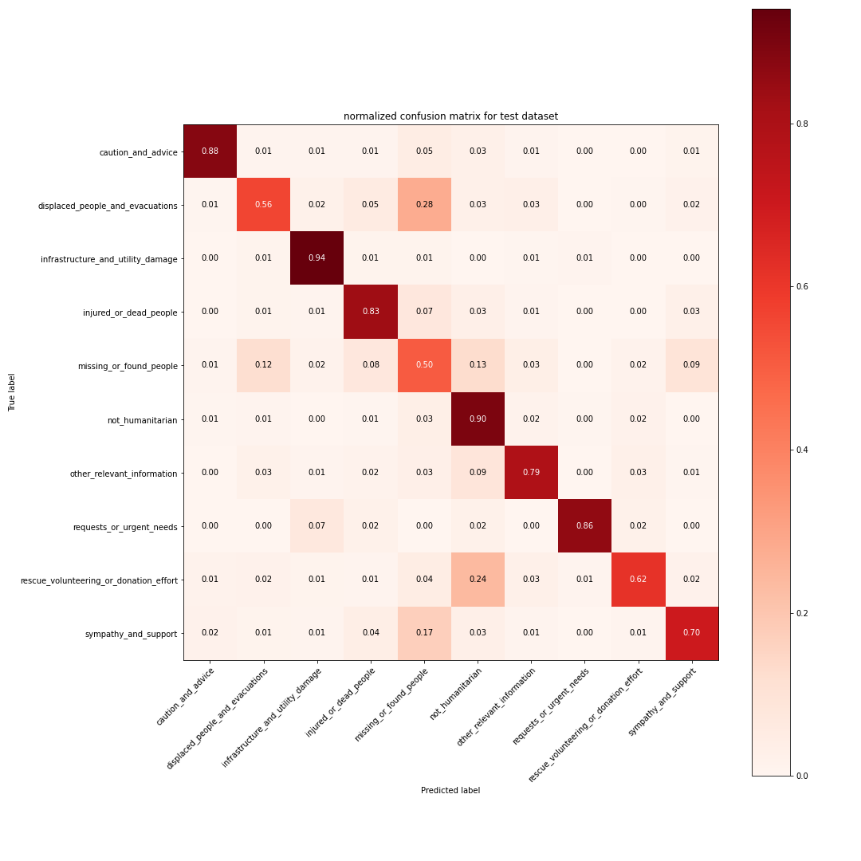 normalized confusion matrix for test dataset
caution_and_advice 0.88 0.01 0.01 0.01 0.05 0.03 0.01 0.00 0.00 0.01
displaced_people_and_evacuations 0.01 0.56 0.02 0.05 0.28 0.03 0.03 0.00 0.00 0.02
infrastructure_and_utility_damage 0.00 0.01 0.94 0.01 0.01 0.00 0.01 0.01 0.00 0.00
injured_or_dead_people 0.00 0.01 0.01 0.83 0.07 0.03 0.01 0.00 0.00 0.03
missing_or_found_people 0.01 0.12 0.02 0.08 0.50 0.13 0.03 0.00 0.02 0.09
not_humanitarian 0.01 0.01 0.00 0.01 0.03 0.90 0.02 0.00 0.02 0.00
other_relevant_information 0.00 0.03 0.01 0.02 0.03 0.09 0.79 0.00 0.03 0.01
requests_or_urgent_needs 0.00 0.00 0.07 0.02 0.00 0.02 0.00 0.86 0.02 0.00
rescue_volunteering_or_donation_effort 0.01 0.02 0.01 0.01 0.04 0.24 0.03 0.01 0.62 0.02
sympathy_and_support 0.02 0.01 0.01 0.04 0.17 0.03 0.01 0.00 0.01 0.70
True label
caution_and_advice
displaced_people_and_evacuations
infrastructure_and_utility_damage
injured_or_dead_people
missing_or_found_people
not_humanitarian
other_relevant_information
requests_or_urgent_needs
rescue_volunteering_or_donation_effort
sympathy_and_support
Predicted label
0.8
0.6
0.4
0.2
0.0